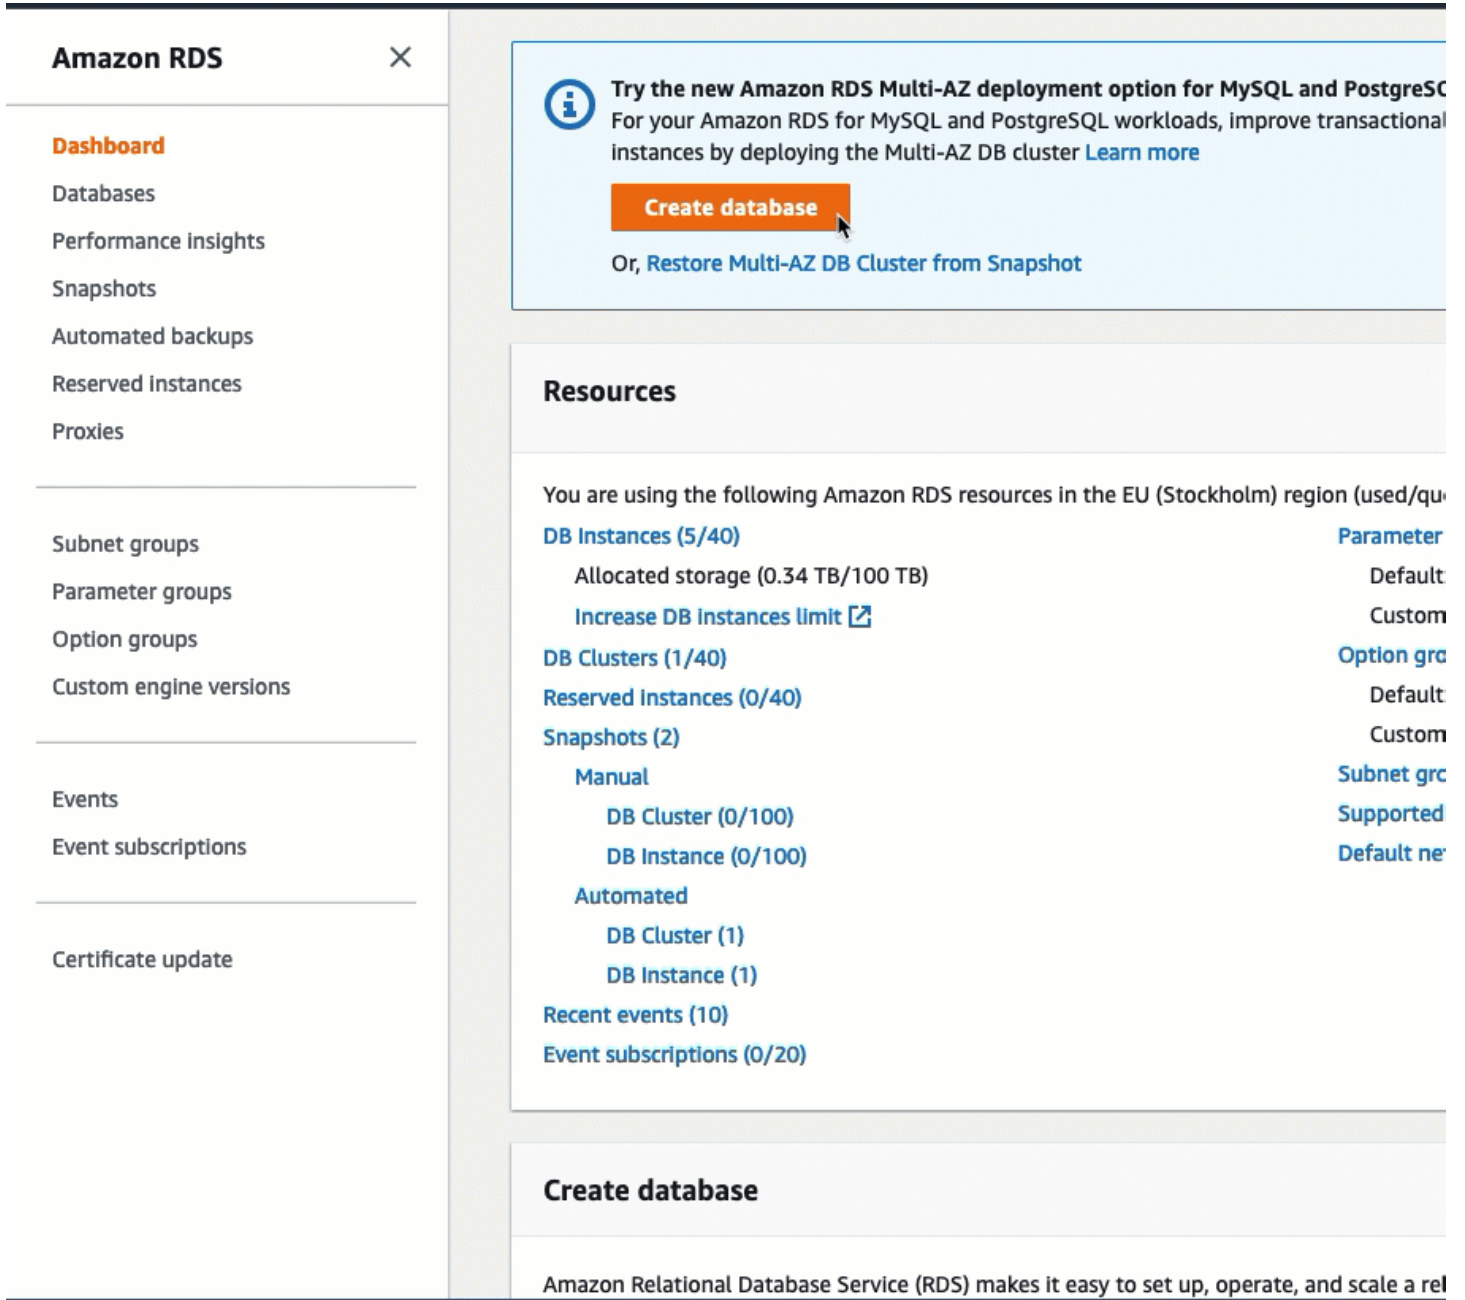 Amazon RDS
Dashboard
Databases
Performance insights
Snapshots
Automated backups
Reserved instances
Proxies
Subnet groups
Parameter groups
Option groups
Custom engine versions
Events
Event subscriptions
Certificate update
Try the new Amazon RDS Multi-AZ deployment option for MySQL and
For your Amazon RDS for MySQL and PostgreSQL workloads, improve transactional
instances by deploying the Multi-AZ DB cluster Learn more
Create database
Or, Restore Multi-AZ DB Cluster from Snapshot
Resources
You are using the following Amazon RDS resources in the EU (Stockholm) region
DB Instances (5/40)
Allocated storage (0.34 TB/100 TB)
Increase DB instances limit
DB Clusters (1/40)
Reserved instances (0/40)
Snapshots (2)
Manual
DB Cluster (0/100)
DB Instance (0/100)
Automated
DB Cluster (1)
DB Instance (1)
Recent events (10)
Event subscriptions (0/20)
Parameter
Default
Custom
Option
Default
Custom
Subnet
Supported
Default
Create database
Amazon Relational Database Service (RDS) makes it easy to set up, operate, and scale a